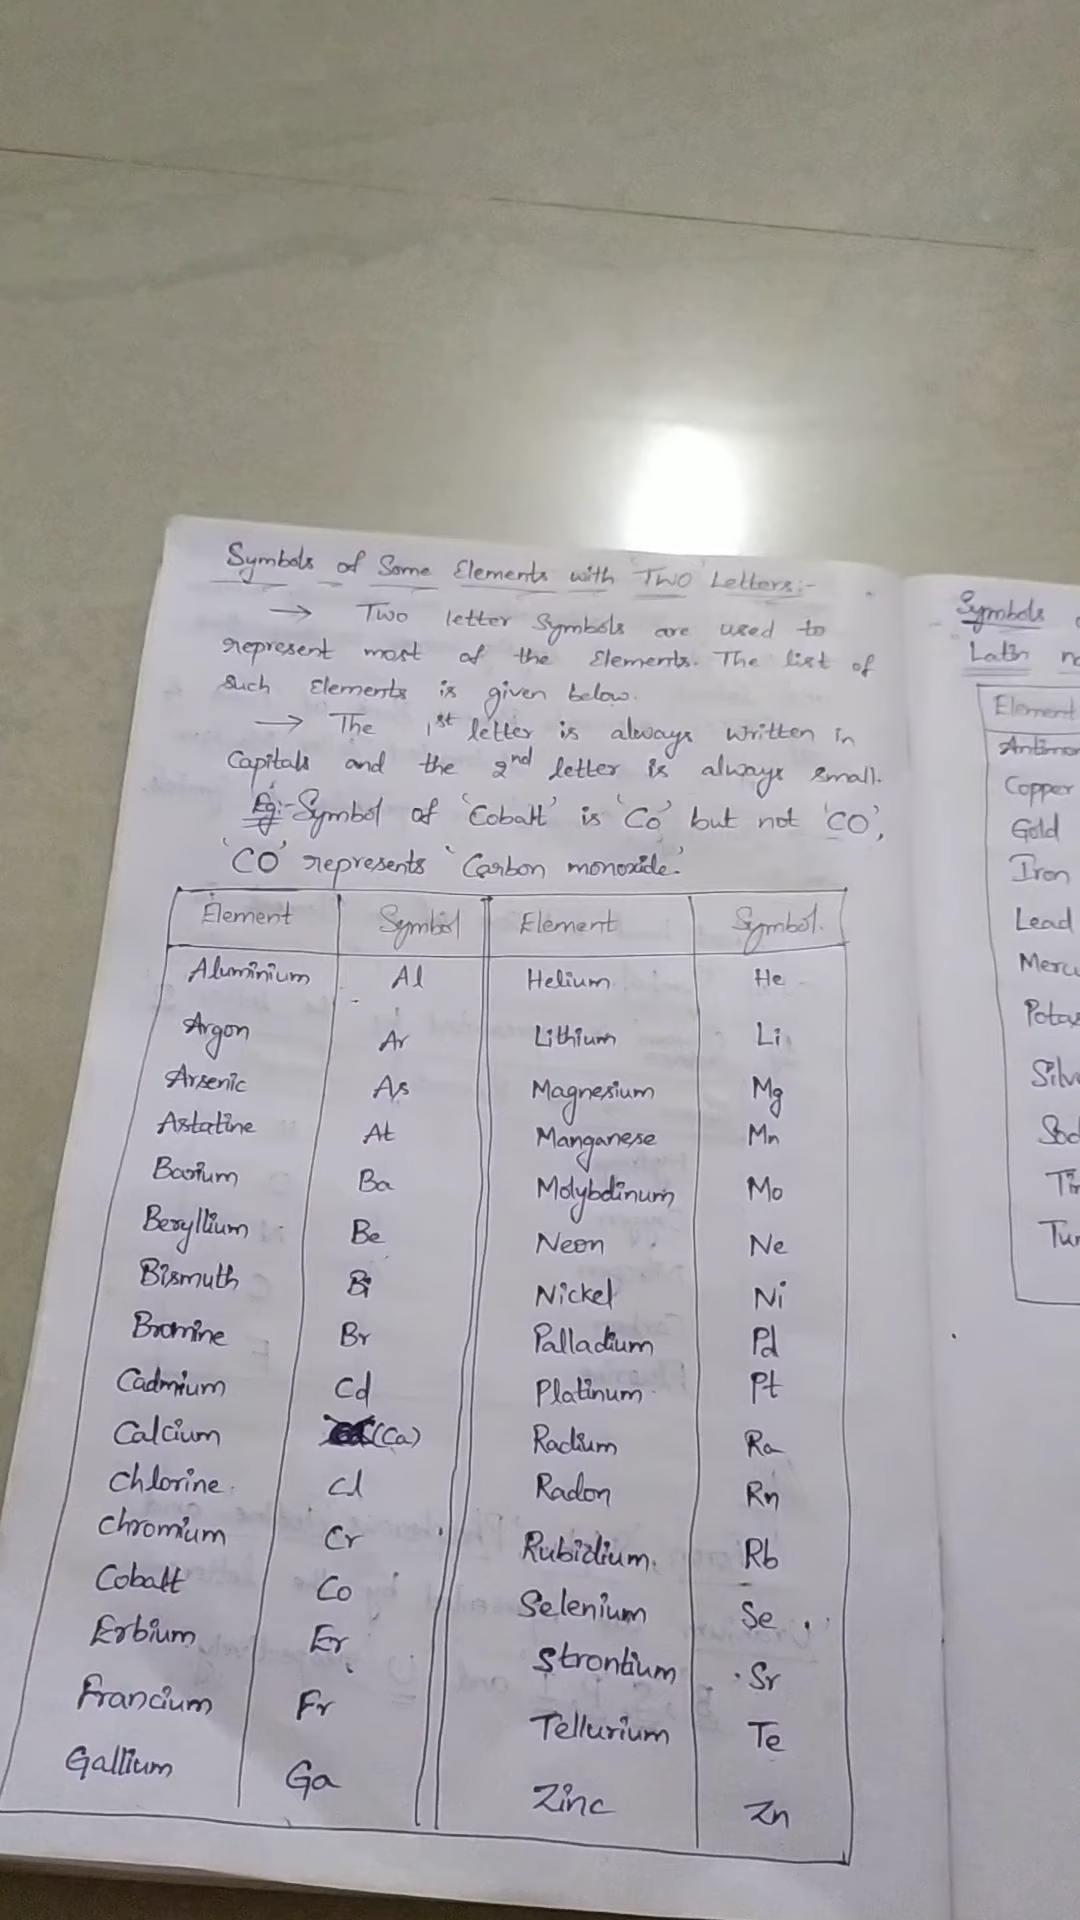 Symbols of Some Elements with TWO Letters:-
→ Two letter Symbols are used to
represent most of the Elements. The list of
such Elements is given below.
→ The 1st letter is always written in
Capitals and the 2nd letter is always small.
Eg:- Symbol of 'Cobalt' is 'Co' but not 'CO',
'CO' represents 'Carbon monoxide.'
Element Symbol Element Symbol.
Aluminium Al Helium He
Argon Ar Lithium Li
Arsenic As Magnesium Mg
Astatine At Manganese Mn
Barium Ba Molybdinum Mo
Beryllium Be Neon Ne
Bismuth Bi Nickel Ni
Bromine Br Palladium Pd
Cadmium Cd Platinum Pt
Calcium (Ca) Radium Ra
Chlorine Cl Radon Rn
Chromium Cr Rubidium Rb
Cobalt Co Selenium Se
Erbium Er Strontium Sr
Francium Fr Tellurium Te
Gallium Ga Zinc Zn
Symbols
Latin
Element
Copper
Gold
Iron
Lead